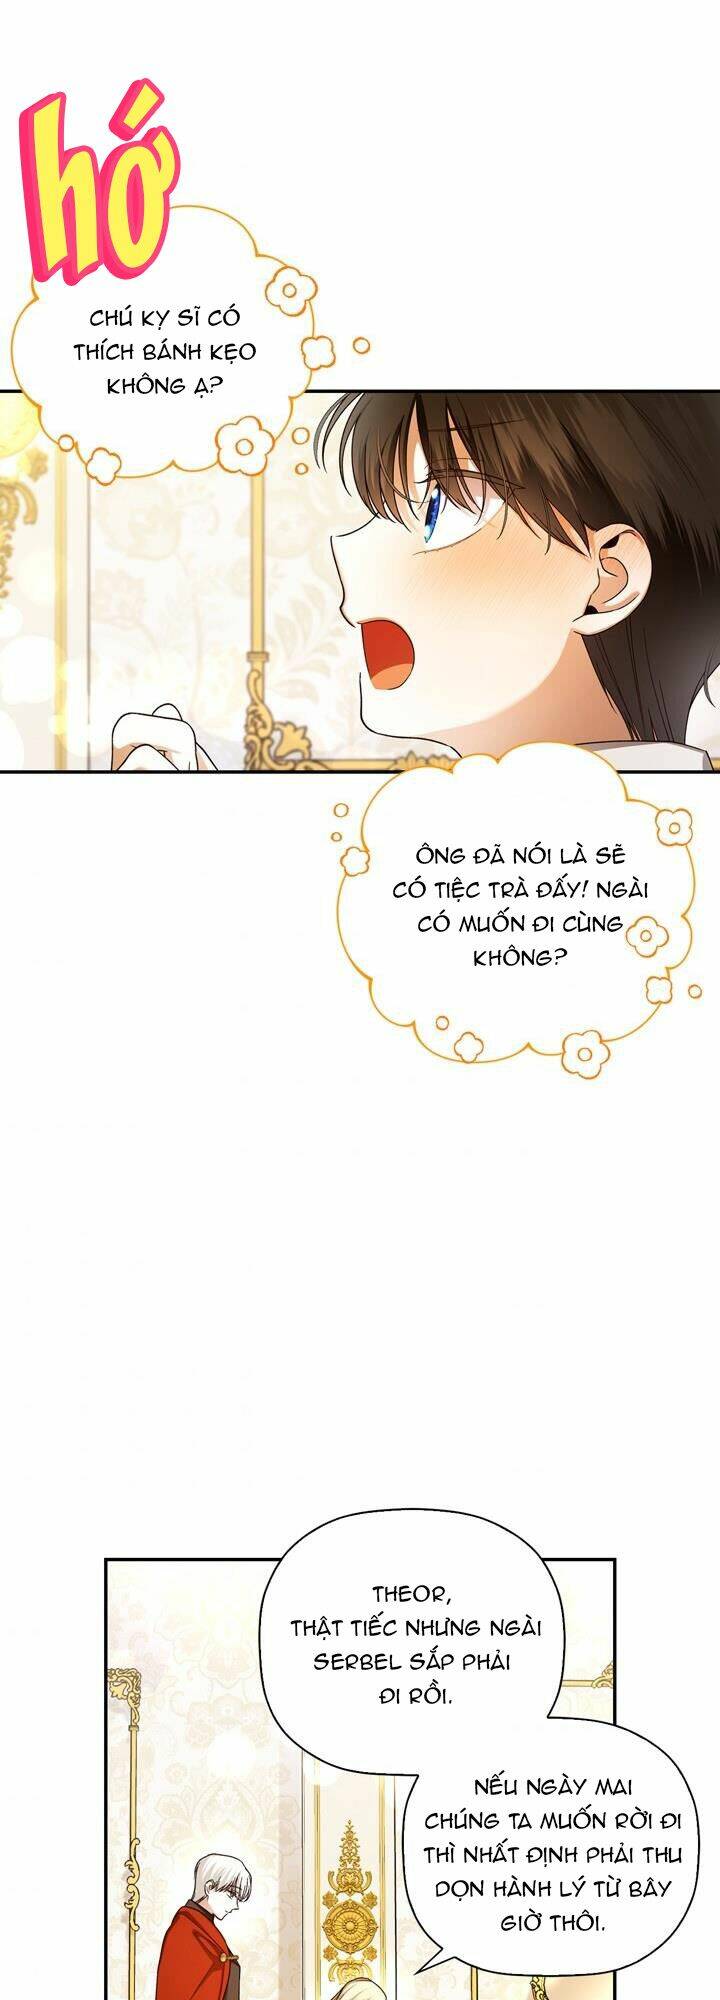 hớ
CHÚ KỴ SĨ CÓ
THÍCH BÁNH KẸO
KHÔNG Ạ?
ÔNG ĐÃ NÓI LÀ SẼ
CÓ TIỆC TRÀ ĐẤY! NGÀI
CÓ MUỐN ĐI CÙNG
KHÔNG?
THEOR,
THẬT TIẾC NHƯNG NGÀI
SERBEL SẮP PHẢI
ĐI RỒI.
NẾU NGÀY MAI
CHÚNG TA MUỐN RỜI ĐI
THÌ NHẤT ĐỊNH PHẢI THU
DỌN HÀNH LÝ TỪ BÂY
GIỜ THÔI.